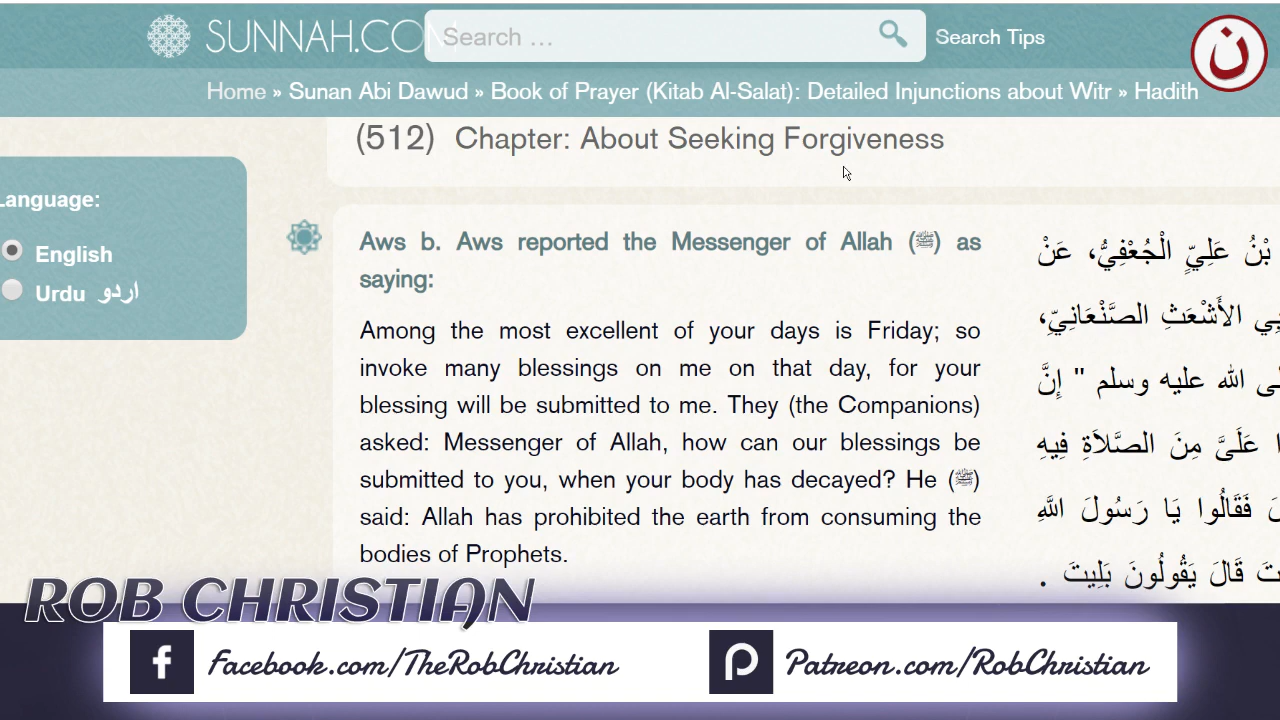 SUNNAH.COM
Search ...
Search Tips
ن
Home » Sunan Abi Dawud » Book of Prayer (Kitab Al-Salat): Detailed Injunctions about Witr » Hadith
(512) Chapter: About Seeking Forgiveness
Language:
English
Urdu اردو
Aws b. Aws reported the Messenger of Allah (ﷺ) as
saying:
Among the most excellent of your days is Friday; so
invoke many blessings on me on that day, for your
blessing will be submitted to me. They (the Companions)
asked: Messenger of Allah, how can our blessings be
submitted to you, when your body has decayed? He (ﷺ)
said: Allah has prohibited the earth from consuming the
bodies of Prophets.
بْنُ عَلِيٍّ الْجُعْفِيُّ، عَنْ
الأَشْعَثِ الصَّنْعَانِيِّ،
الله عليه وسلم " إِنَّ
عَلَىَّ مِنَ الصَّلاَةِ فِيهِ
فَقَالُوا يَا رَسُولَ اللَّهِ
قَالَ يَقُولُونَ بَلِيتَ .
ROB CHRISTIAN
f Facebook.com/TheRobChristian
Patreon.com/RobChristian